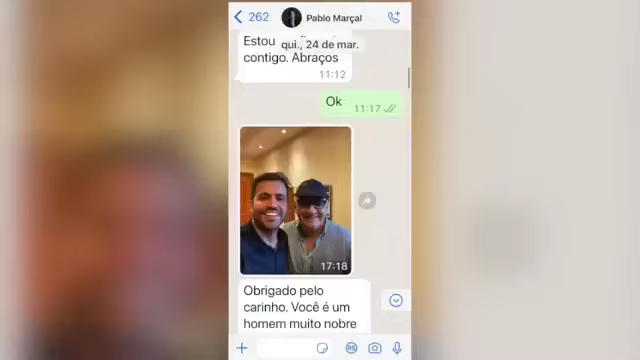 262
Pablo Marçal
Estou
qui., 24 de mar.
contigo. Abraços
11:12
Ok
11:17
17:18
Obrigado pelo
carinho. Você é um
homem muito nobre